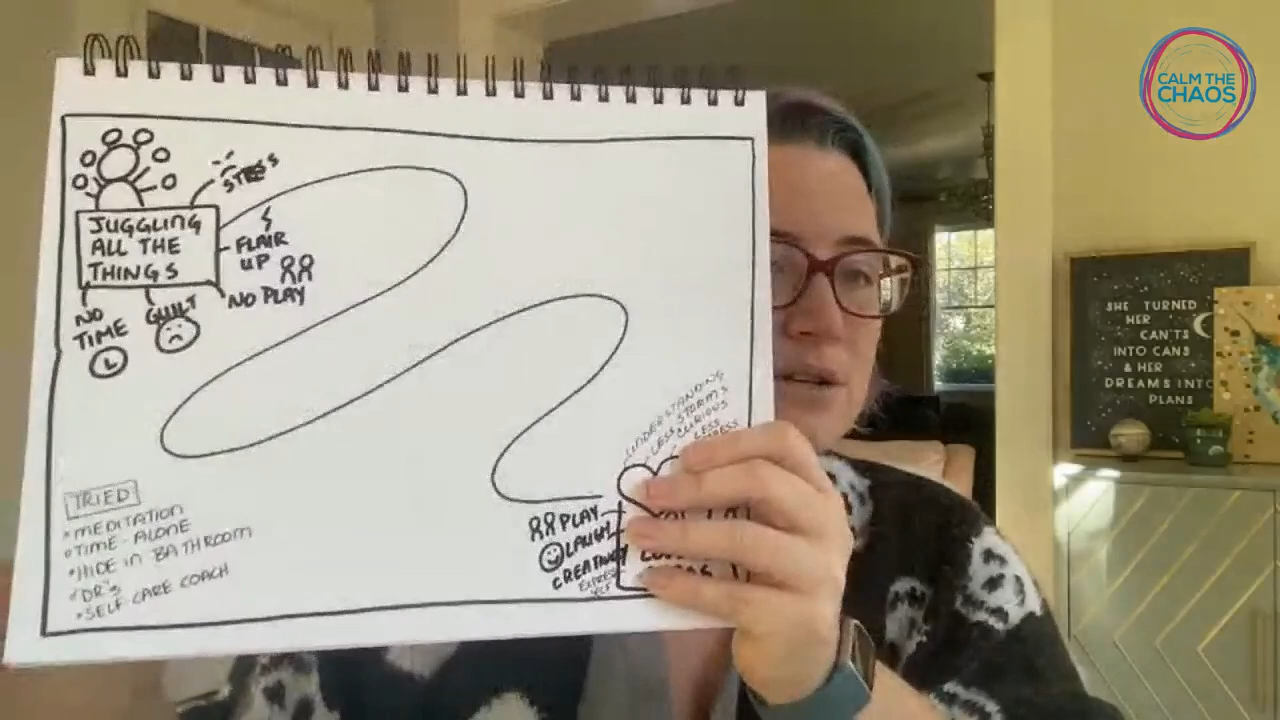 CALM THE
CHAOS
STRESS
JUGGLING
ALL THE
THINGS
FLAIR
UP
NO PLAY
NO
TIME
GUILT
SHE TURNED
HER
CAN'TS
INTO CANS
& HER
DREAMS INTO
PLANS
UNDERSTANDING
LESS STORMS
CURIOUS
LESS
STRESS
TRIED
•MEDITATION
•TIME-ALONE
•HIDE IN BATHROOM
•DR'S
•SELF CARE COACH
PLAY
LAUGH
CREATIVITY
EXPRESS